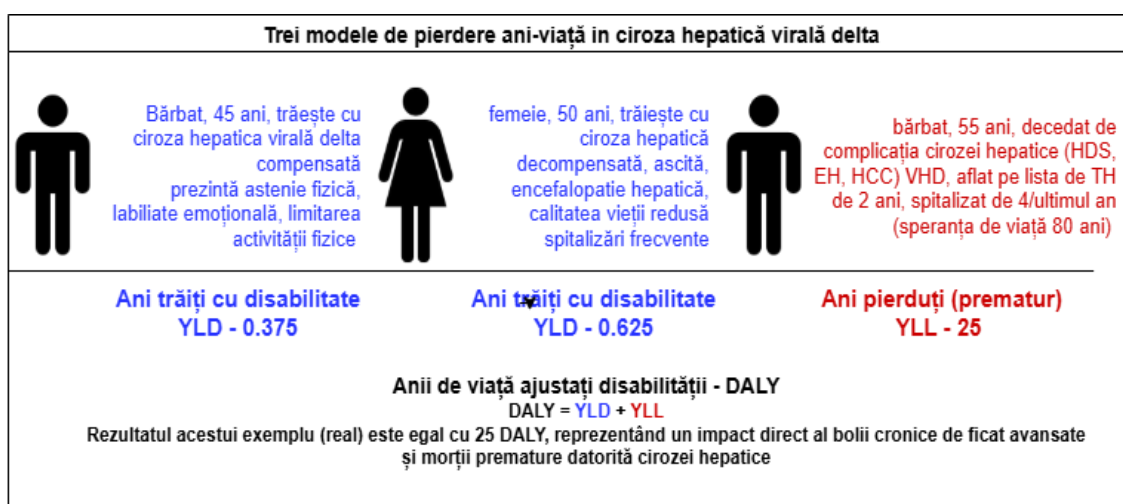 Trei modele de pierdere ani-viață in ciroza hepatică virală delta
Bărbat, 45 ani, trăește cu
ciroza hepatica virală delta
compensată
prezintă astenie fizică,
labiliate emoțională, limitarea
activității fizice
femeie, 50 ani, trăiește cu
ciroza hepatică
decompensată, ascită,
encefalopatie hepatică,
calitatea vieții redusă
spitalizări frecvente
bărbat, 55 ani, decedat de
complicația cirozei hepatice (HDS,
EH, HCC) VHD, aflat pe lista de TH
de 2 ani, spitalizat de 4/ultimul an
(speranța de viață 80 ani)
Ani trăiți cu disabilitate
YLD - 0.375
Ani trăiți cu disabilitate
YLD - 0.625
Ani pierduți (prematur)
YLL - 25
Anii de viață ajustați disabilității - DALY
DALY = YLD + YLL
Rezultatul acestui exemplu (real) este egal cu 25 DALY, reprezentând un impact direct al bolii cronice de ficat avansate
și morții premature datorită cirozei hepatice